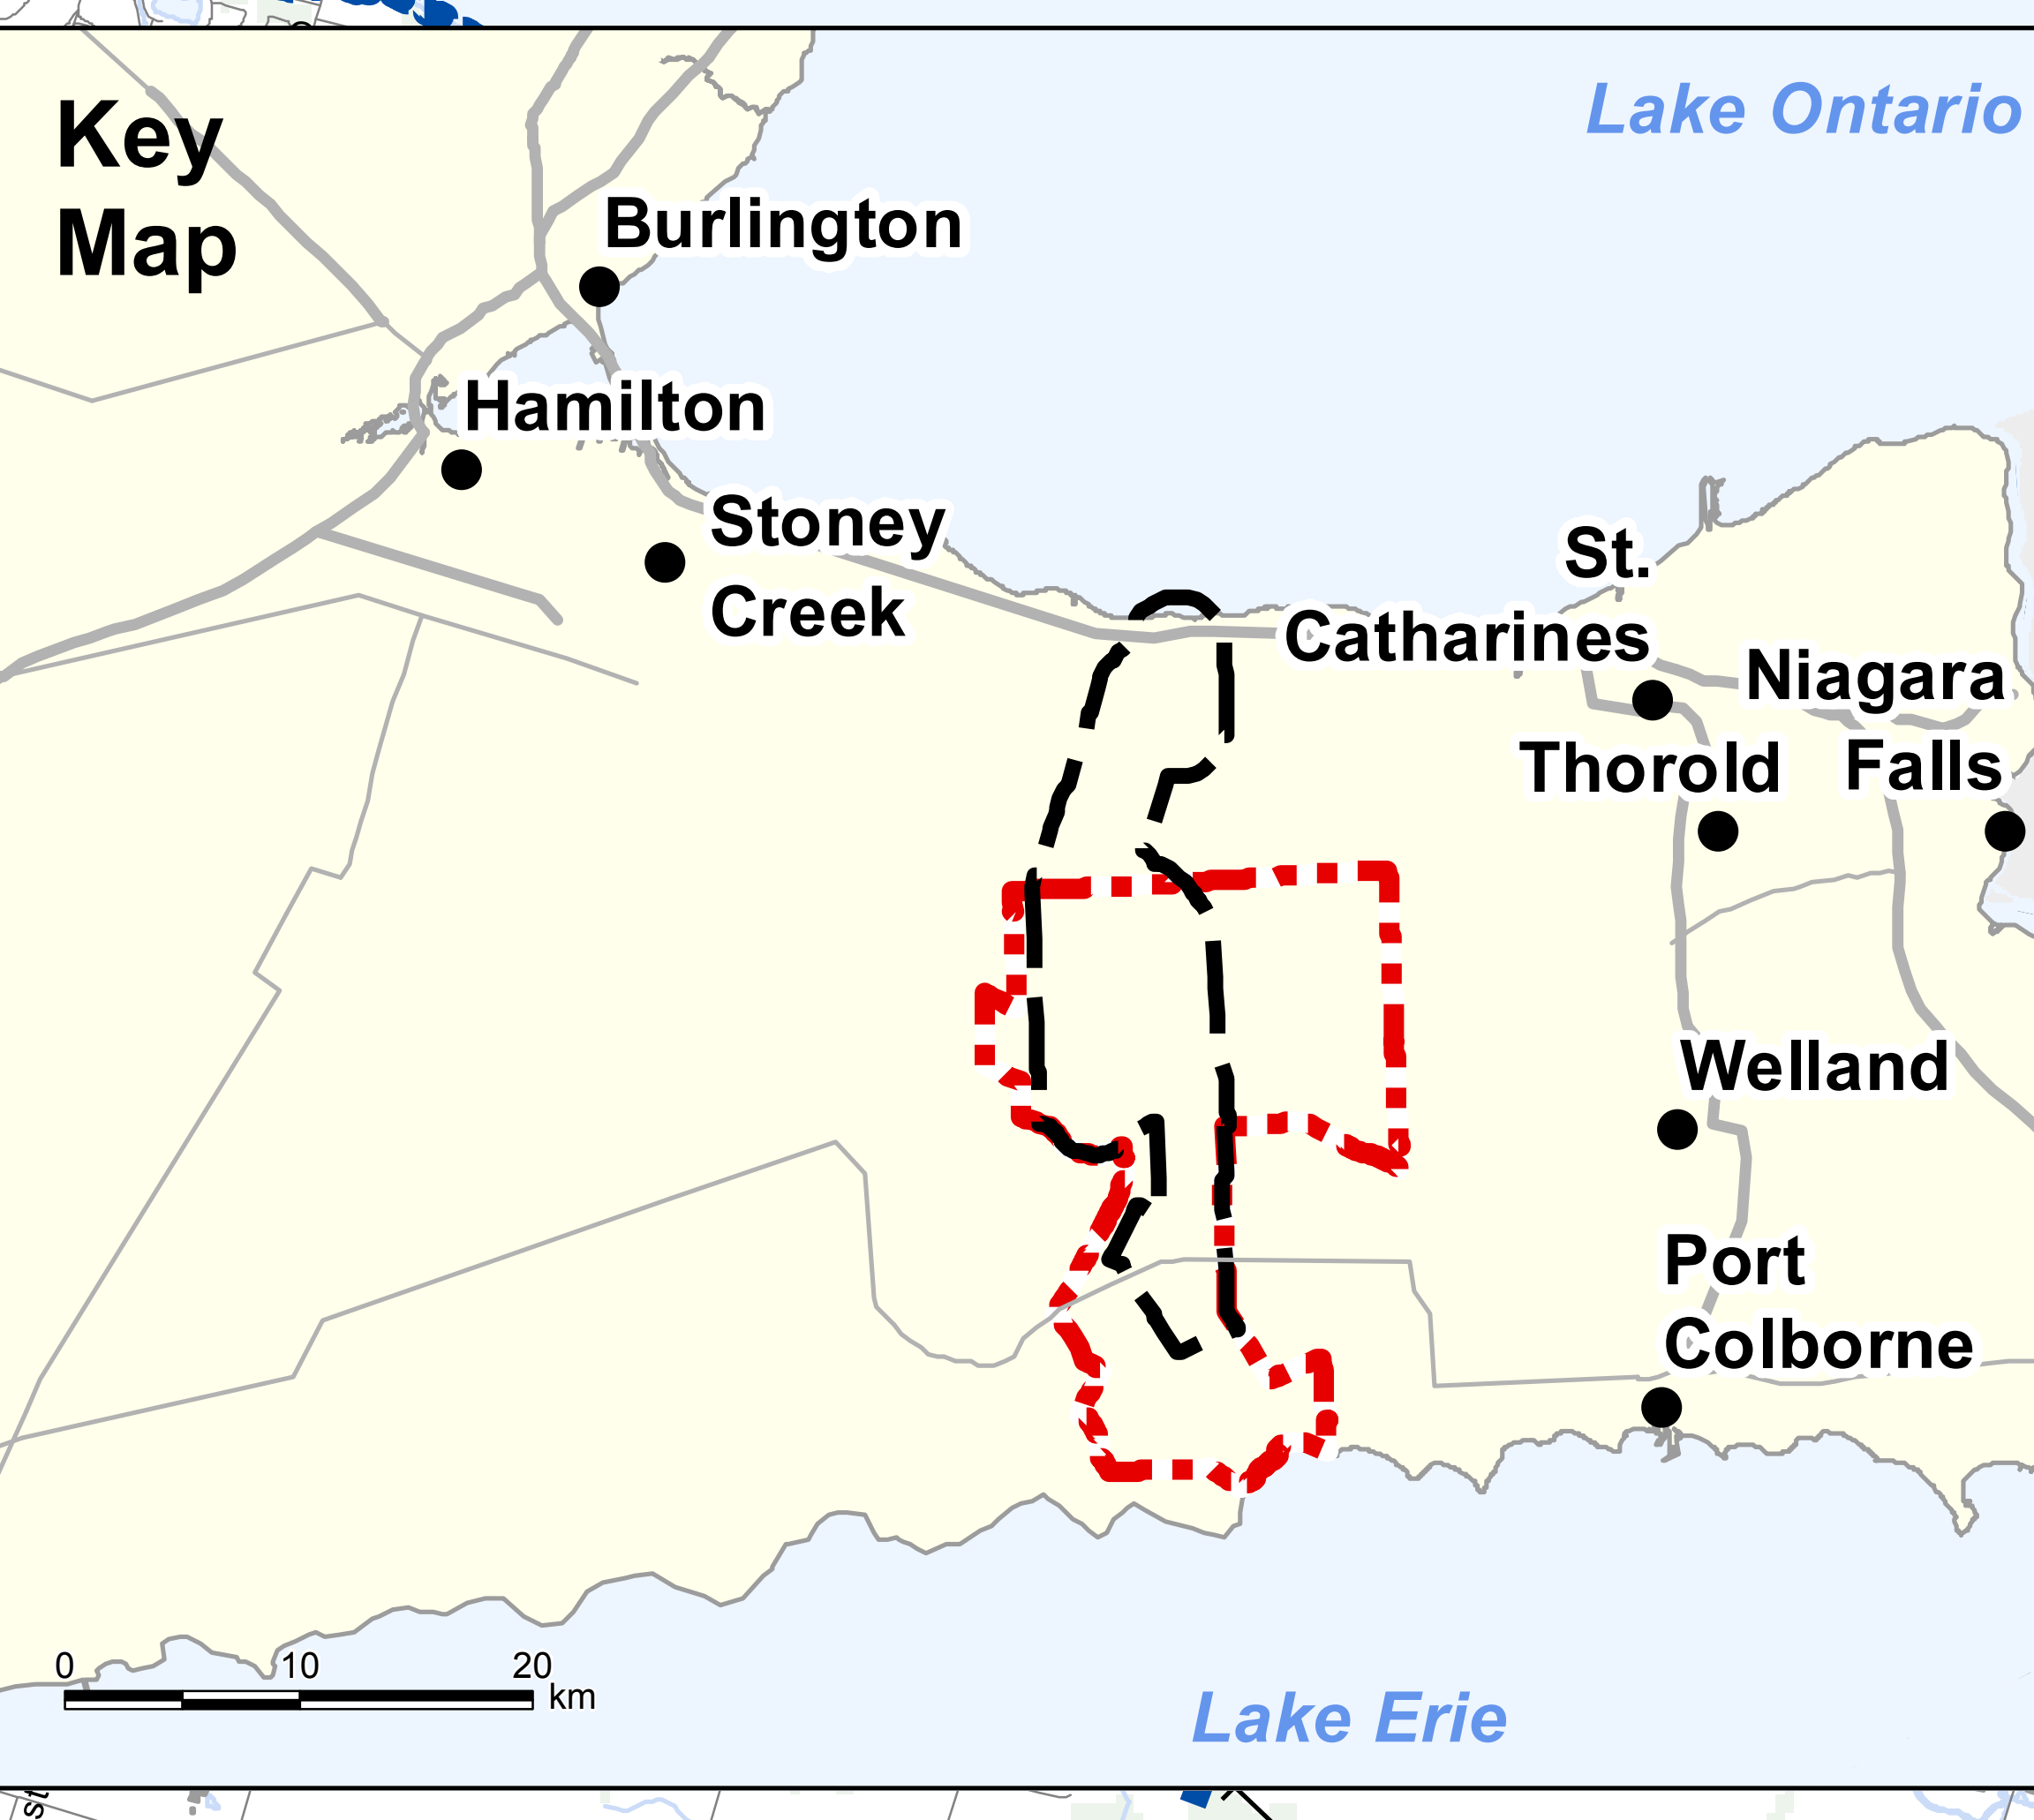 Key
Map
Lake Ontario
Burlington
Hamilton
Stoney
Creek
St.
Catharines
Niagara
Falls
Thorold
Welland
Port
Colborne
0 10 20
km
Lake Erie
st